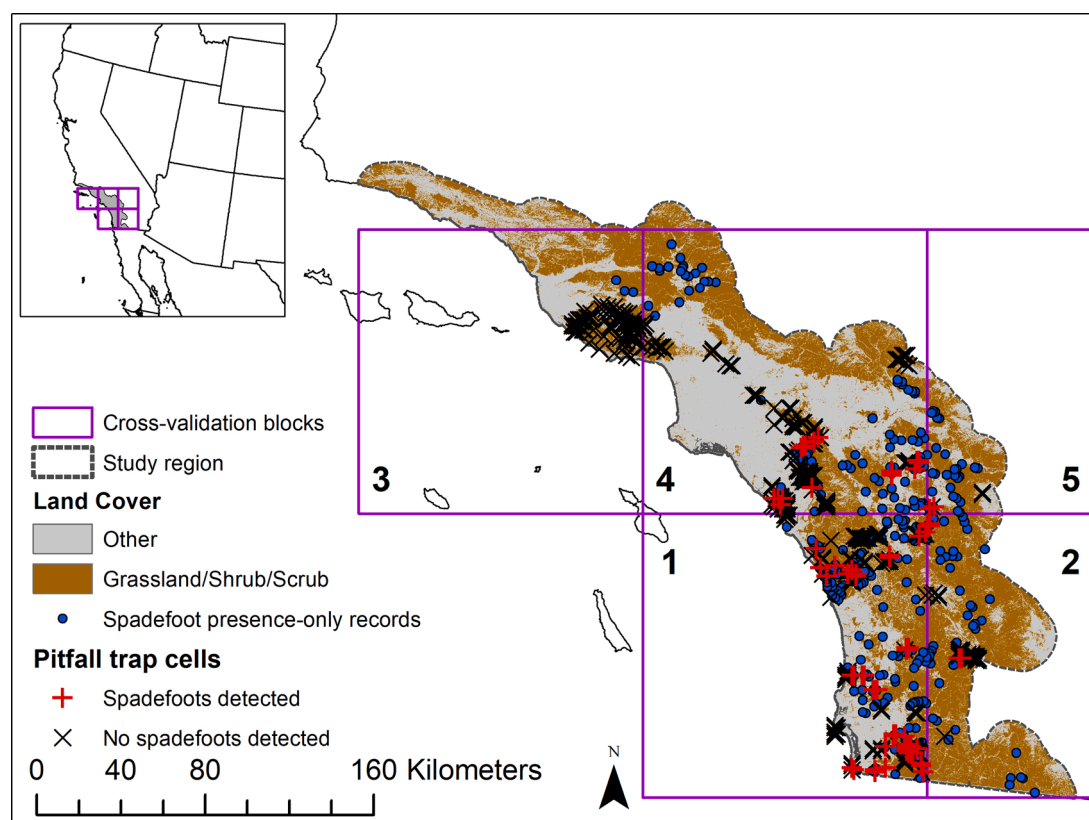 3
4
5
1
2
Cross-validation blocks
Study region
Land Cover
Other
Grassland/Shrub/Scrub
Spadefoot presence-only records
Pitfall trap cells
Spadefoots detected
No spadefoots detected
0 40 80 160 Kilometers
N